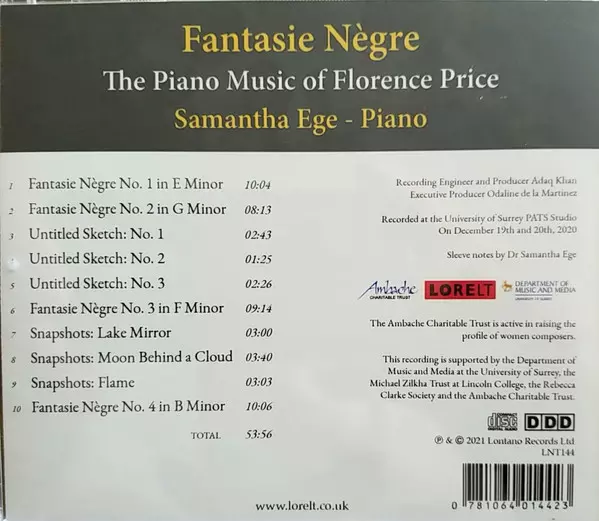 Fantasie Nègre
The Piano Music of Florence Price
Samantha Ege - Piano
1 Fantasie Nègre No. 1 in E Minor 10:04
2 Fantasie Nègre No. 2 in G Minor 08:13
3 Untitled Sketch: No. 1 02:43
4 Untitled Sketch: No. 2 01:25
5 Untitled Sketch: No. 3 02:26
6 Fantasie Nègre No. 3 in F Minor 09:14
7 Snapshots: Lake Mirror 03:00
8 Snapshots: Moon Behind a Cloud 03:40
9 Snapshots: Flame 03:03
10 Fantasie Nègre No. 4 in B Minor 10:06
TOTAL 53:56
Recording Engineer and Producer Adaq Khan
Executive Producer Odaline de la Martinez
Recorded at the University of Surrey PATS Studio
On December 19th and 20th, 2020
Sleeve notes by Dr Samantha Ege
Ambache
CHARITABLE TRUST
LORELT
DEPARTMENT OF
MUSIC AND MEDIA
UNIVERSITY OF SURREY
The Ambache Charitable Trust is active in raising the
profile of women composers.
This recording is supported by the Department of
Music and Media at the University of Surrey, the
Michael Zilkha Trust at Lincoln College, the Rebecca
Clarke Society and the Ambache Charitable Trust.
COMPACT
disc
DIGITAL AUDIO
DDD
℗ & © 2021 Lontano Records Ltd.
LNT144
0 781064 014423
www.lorelt.co.uk